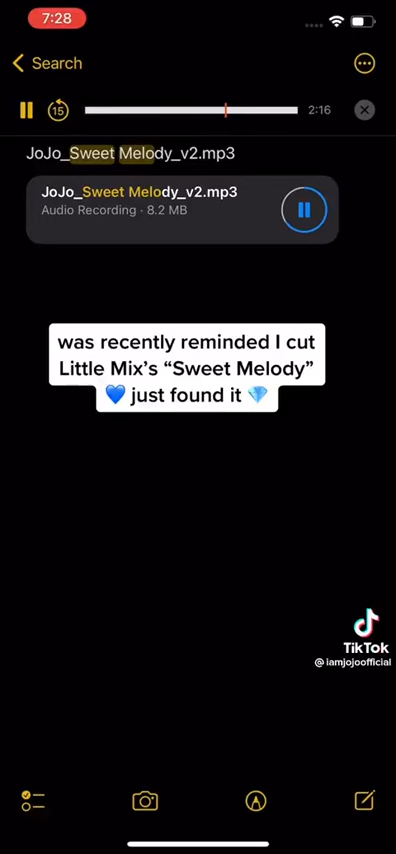 7:28
Search
15
2:16
JoJo_Sweet Melody_v2.mp3
JoJo_Sweet Melody_v2.mp3
Audio Recording · 8.2 MB
was recently reminded I cut
Little Mix’s “Sweet Melody”
💙 just found it 💎
TikTok
@iamjojoofficial